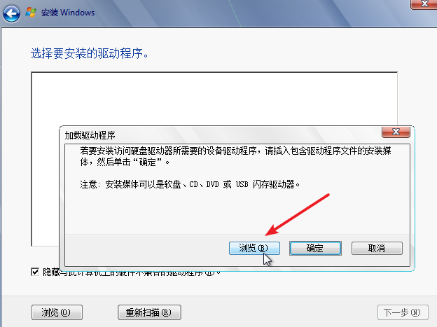 安装 Windows
选择要安装的驱动程序。
加载驱动程序
若要安装访问硬盘驱动器所需要的设备驱动程序，请插入包含驱动程序文件的安装媒
体，然后单击“确定”。
注意: 安装媒体可以是软盘、CD、DVD 或 USB 闪存驱动器。
浏览(B)
确定
取消
隐藏与此计算机上的硬件不兼容的驱动程序(H)。
浏览(B)
重新扫描(R)
下一步(N)